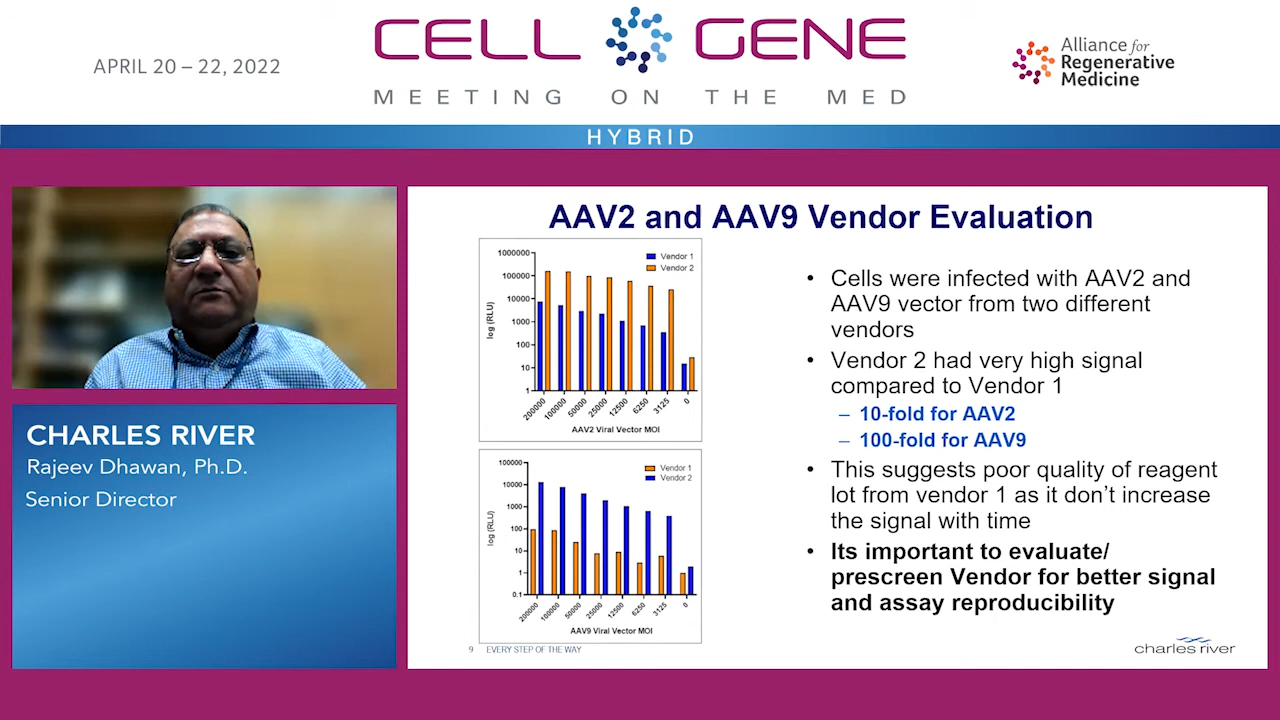 APRIL 20 – 22, 2022
CELL GENE
MEETING ON THE MED
Alliance for
Regenerative
Medicine
HYBRID
CHARLES RIVER
Rajeev Dhawan, Ph.D.
Senior Director
AAV2 and AAV9 Vendor Evaluation
1000000
100000
10000
1000
100
10
1
log (RLU)
Vendor 1
Vendor 2
200000
100000
50000
25000
12500
6250
3125
0
AAV2 Viral Vector MOI
100000
10000
1000
100
10
1
0.1
log (RLU)
Vendor 1
Vendor 2
200000
100000
50000
25000
12500
6250
3125
0
AAV9 Viral Vector MOI
• Cells were infected with AAV2 and
AAV9 vector from two different
vendors
• Vendor 2 had very high signal
compared to Vendor 1
– 10-fold for AAV2
– 100-fold for AAV9
• This suggests poor quality of reagent
lot from vendor 1 as it don't increase
the signal with time
• Its important to evaluate/
prescreen Vendor for better signal
and assay reproducibility
9 EVERY STEP OF THE WAY
charles river